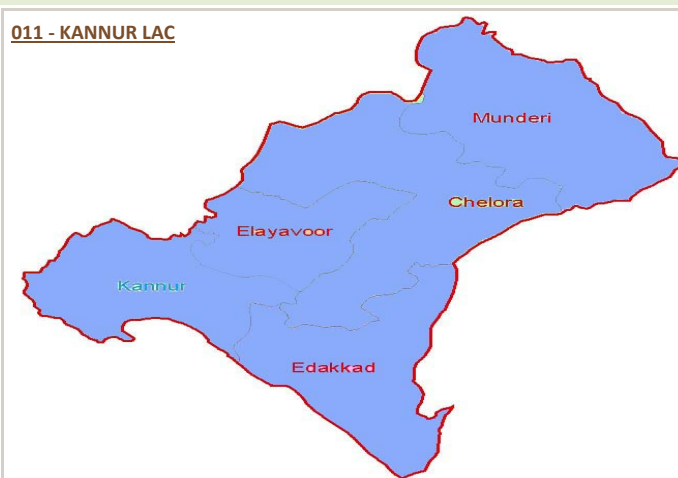 011 - KANNUR LAC
Munderi
Chelora
Elayavoor
Kannur
Edakkad